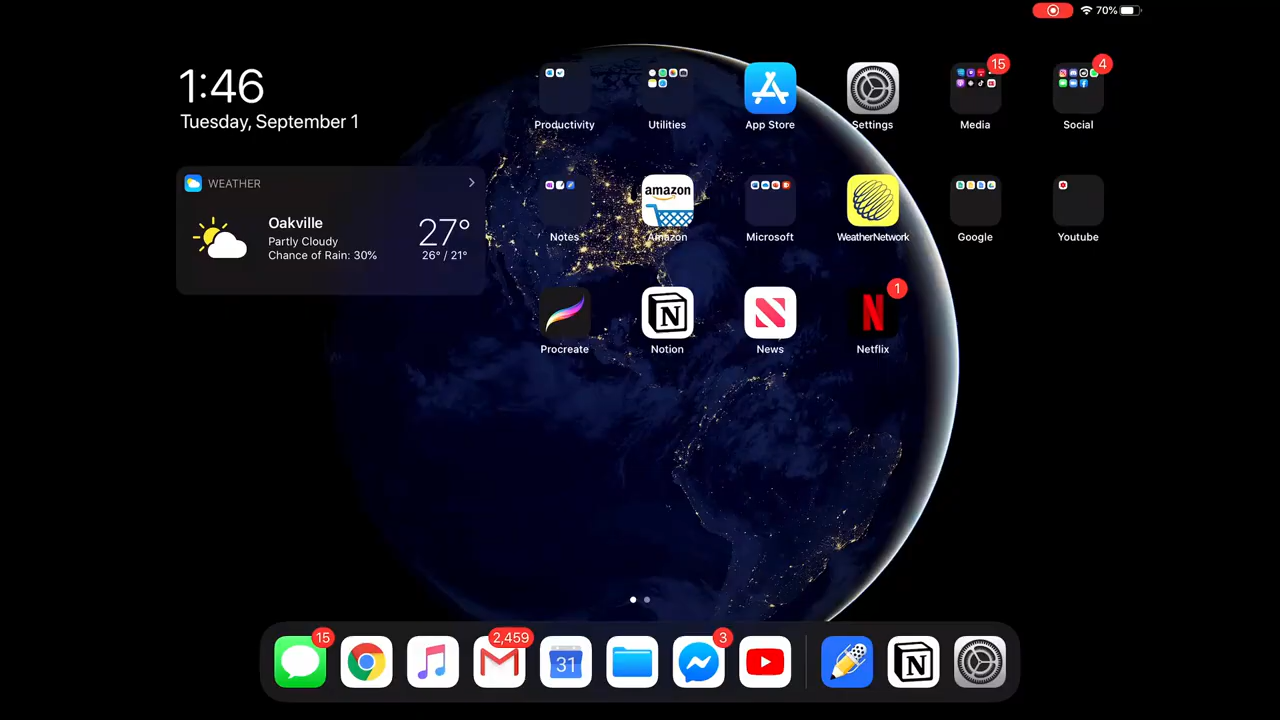 70%
1:46
Tuesday, September 1
WEATHER
Oakville
Partly Cloudy
Chance of Rain: 30%
27°
26° / 21°
Productivity
Utilities
App Store
Settings
15
Media
4
Social
Notes
amazon
Amazon
Microsoft
WeatherNetwork
Google
Youtube
Procreate
N
Notion
News
N
1
Netflix
15
2,459
31
3
N